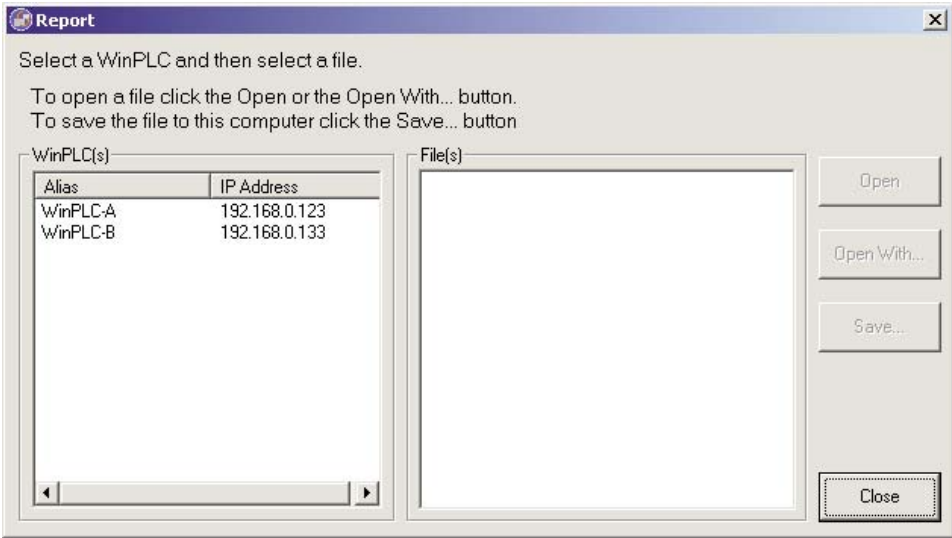 Report
Select a WinPLC and then select a file.
To open a file click the Open or the Open With... button.
To save the file to this computer click the Save... button
WinPLC(s)
Alias IP Address
WinPLC-A 192.168.0.123
WinPLC-B 192.168.0.133
File(s)
Open
Open With...
Save...
Close